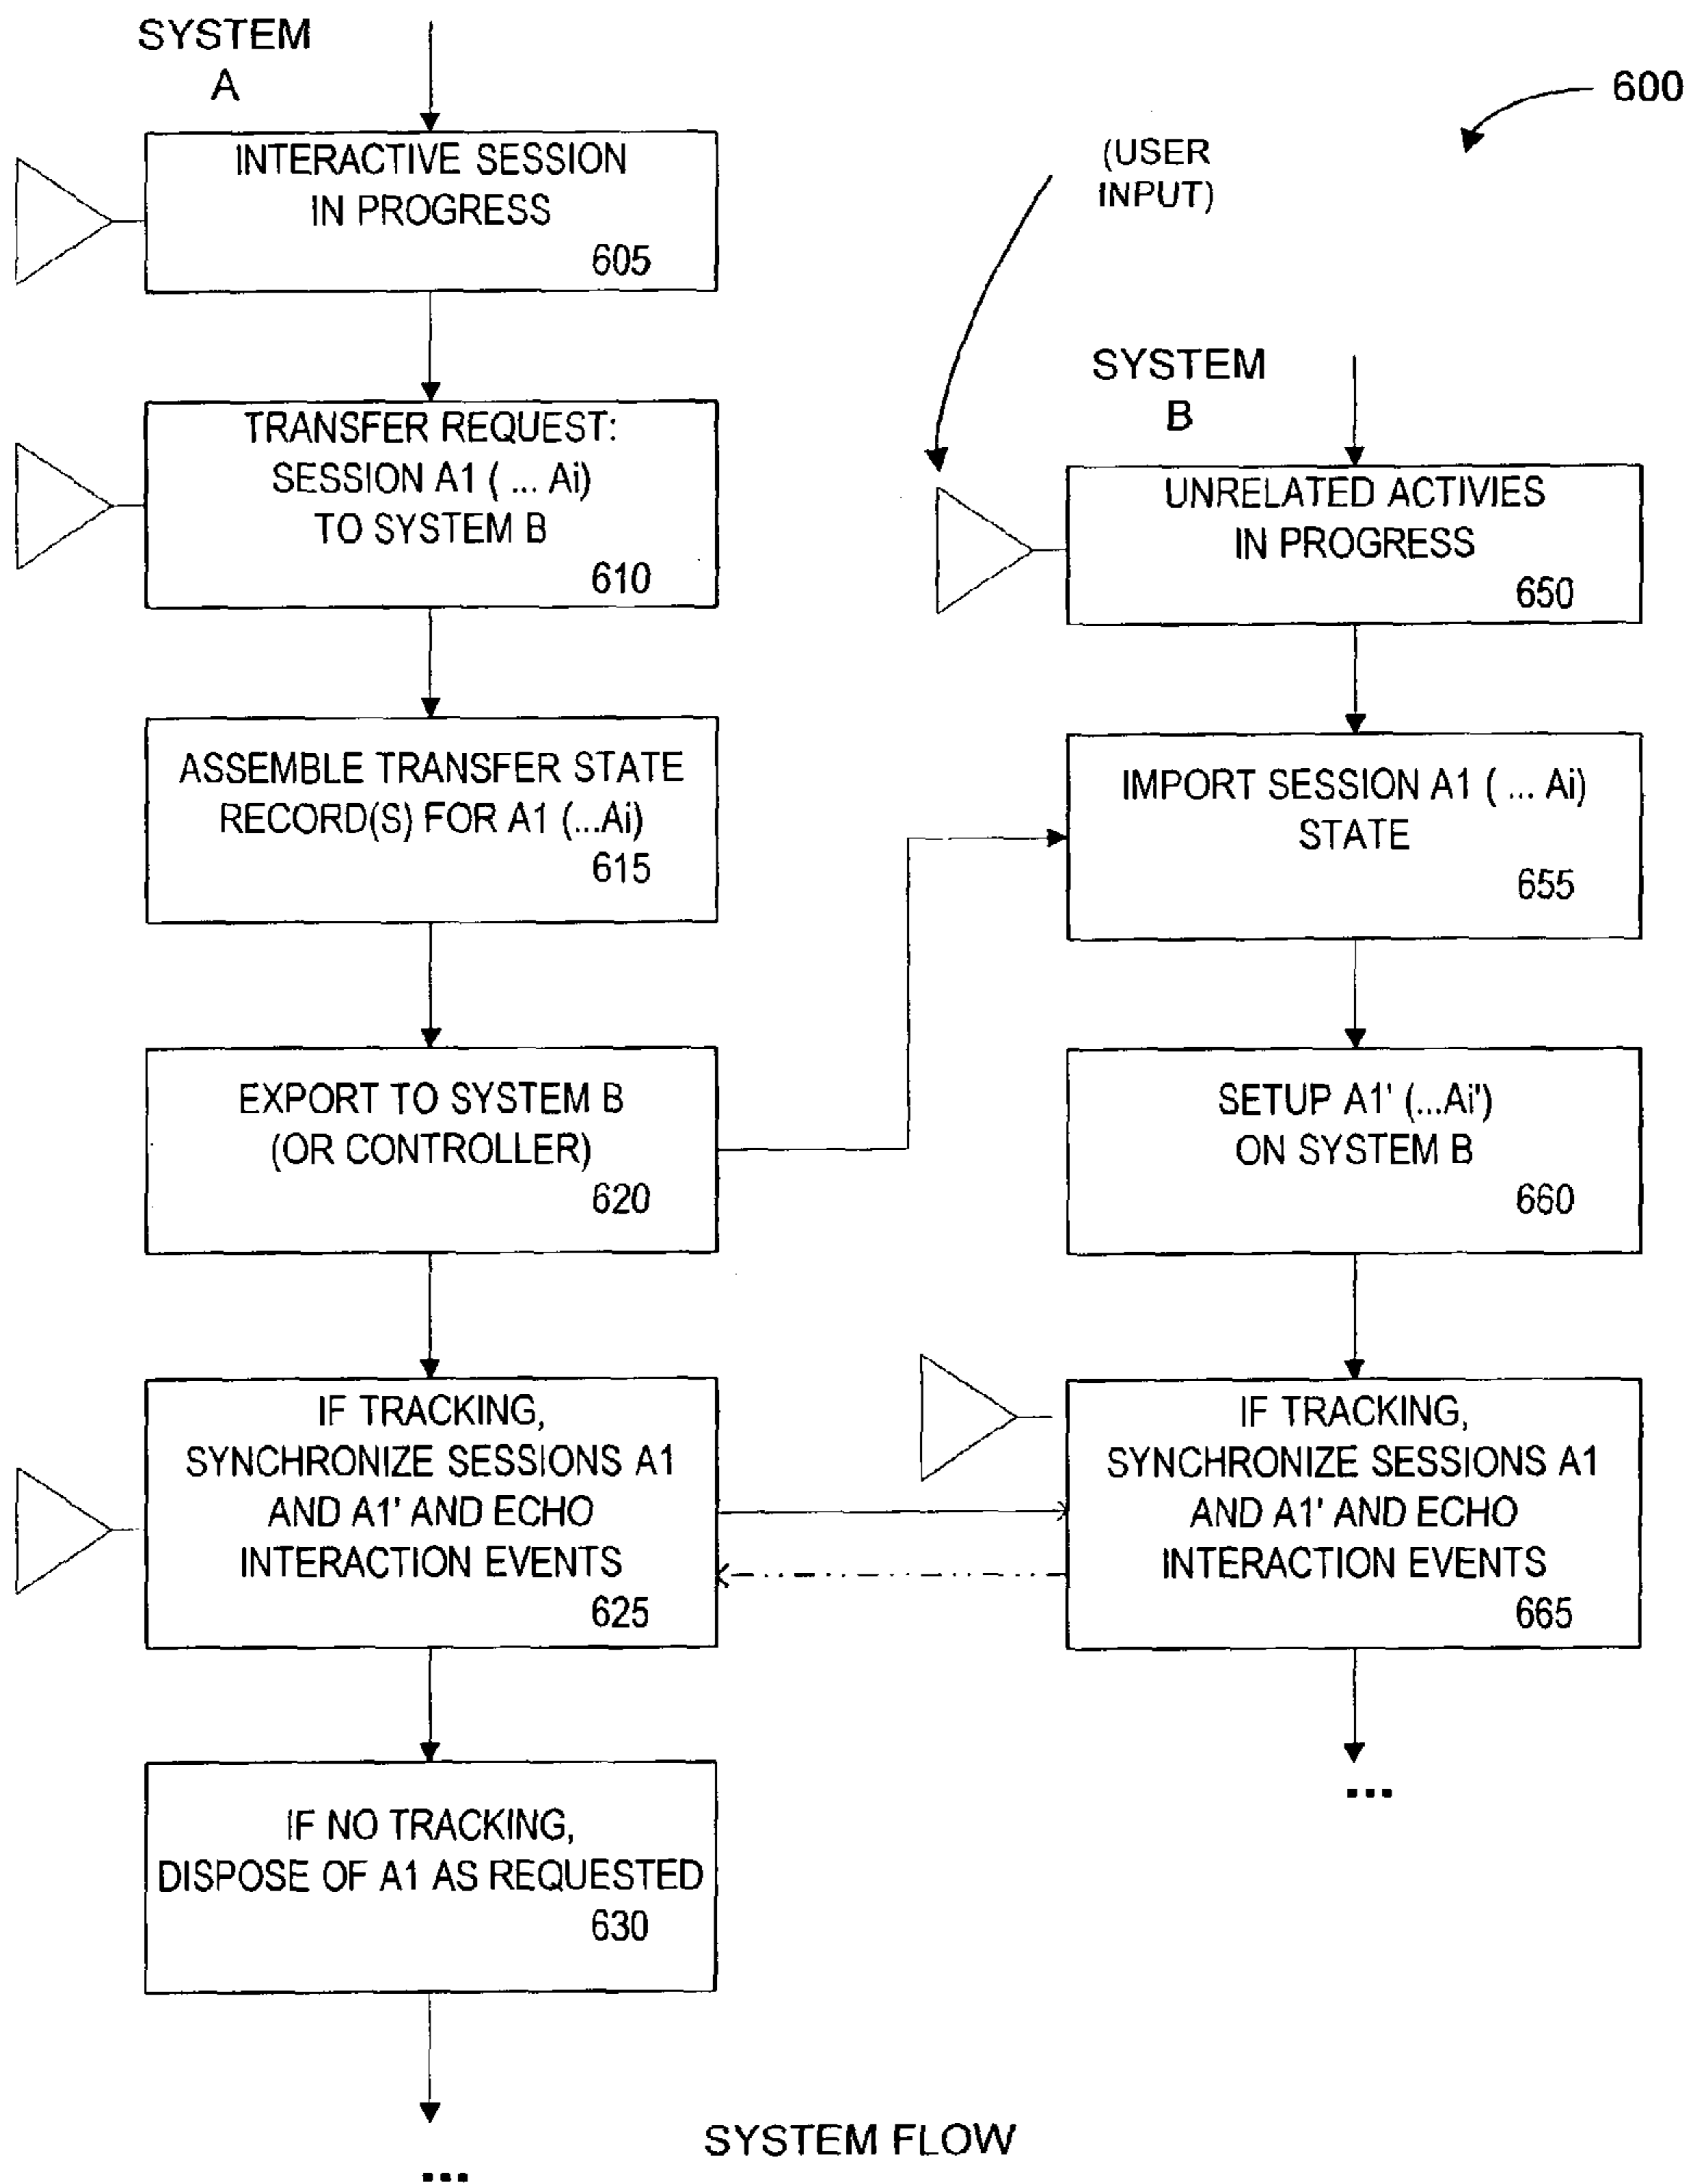 SYSTEM
A
600
(USER
INPUT)
INTERACTIVE SESSION
IN PROGRESS
605
TRANSFER REQUEST:
SESSION A1 ( ... Ai)
TO SYSTEM B
610
ASSEMBLE TRANSFER STATE
RECORD(S) FOR A1 (...Ai)
615
EXPORT TO SYSTEM B
(OR CONTROLLER)
620
IF TRACKING,
SYNCHRONIZE SESSIONS A1
AND A1' AND ECHO
INTERACTION EVENTS
625
IF NO TRACKING,
DISPOSE OF A1 AS REQUESTED
630
...
SYSTEM
B
UNRELATED ACTIVIES
IN PROGRESS
650
IMPORT SESSION A1 ( ... Ai)
STATE
655
SETUP A1' (...Ai')
ON SYSTEM B
660
IF TRACKING,
SYNCHRONIZE SESSIONS A1
AND A1' AND ECHO
INTERACTION EVENTS
665
...
SYSTEM FLOW